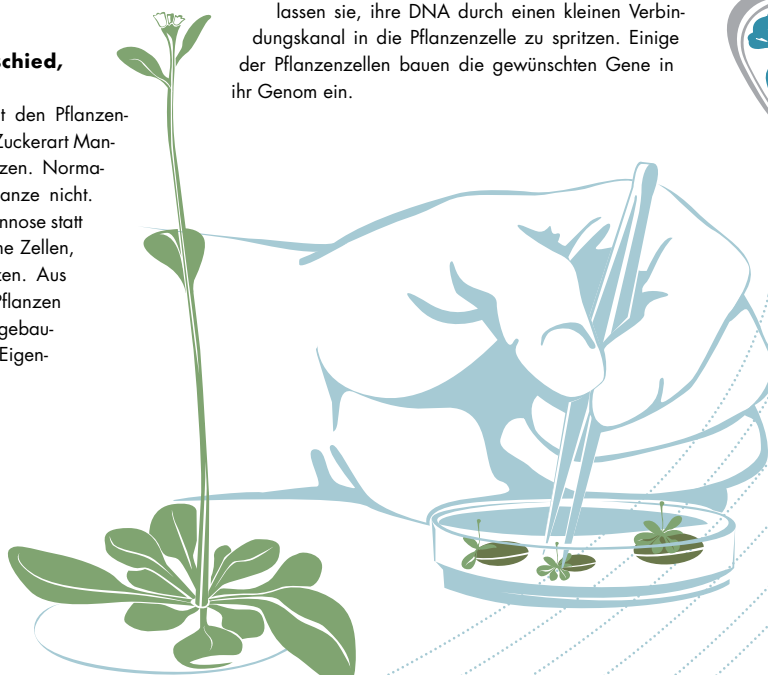 schied,
t den Pflanzen-
Zuckerart Man-
zen. Norma-
anze nicht.
nnose statt
ne Zellen,
zen. Aus
Pflanzen
gebau-
Eigen-
lassen sie, ihre DNA durch einen kleinen Verbin-
dungskanal in die Pflanzenzelle zu spritzen. Einige
der Pflanzenzellen bauen die gewünschten Gene in
ihr Genom ein.